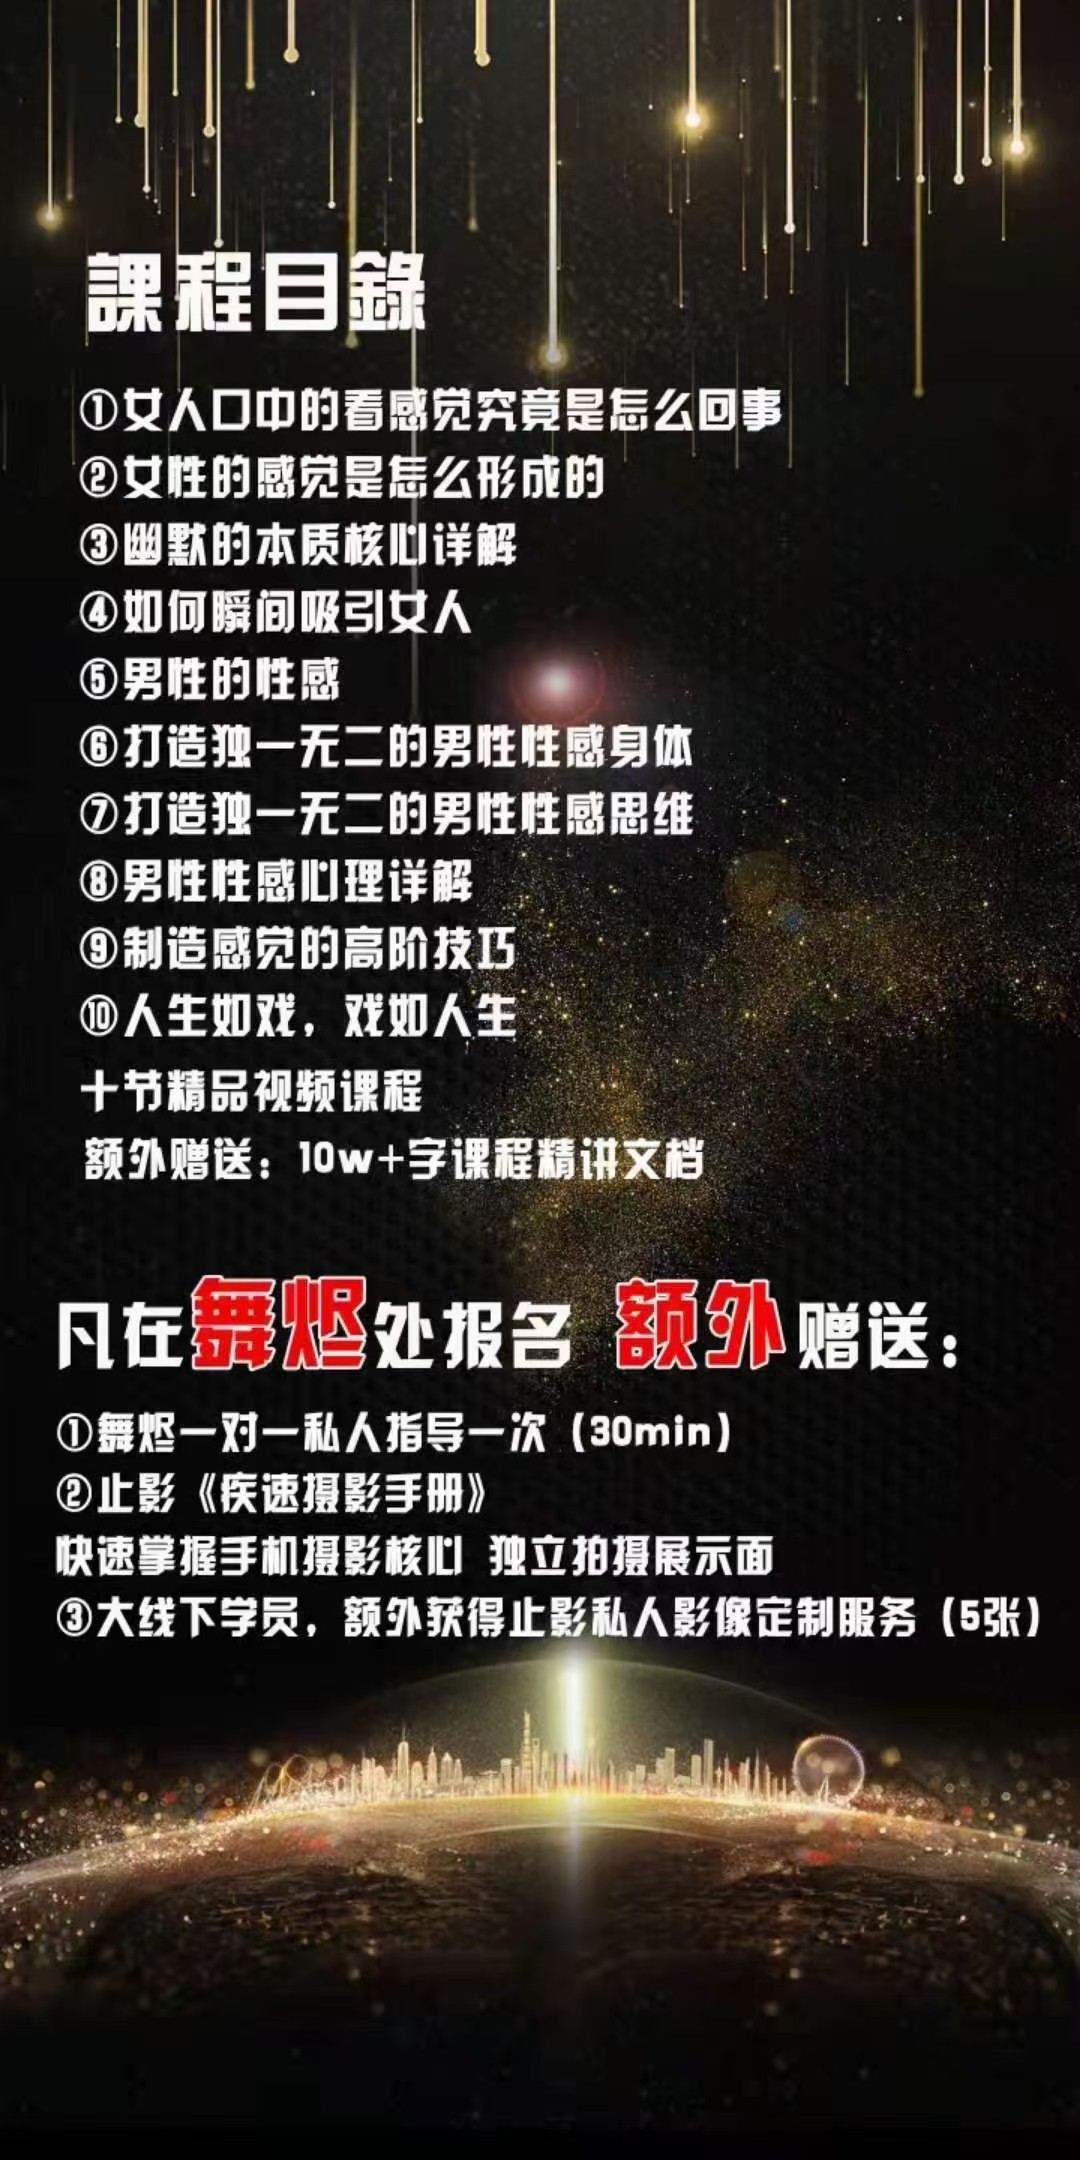 課程目錄
①女人口中的看感觉究竟是怎么回事
②女性的感觉是怎么形成的
③幽默的本质核心详解
④如何瞬间吸引女人
⑤男性的性感
⑥打造独一无二的男性性感身体
⑦打造独一无二的男性性感思维
⑧男性性感心理详解
⑨制造感觉的高阶技巧
⑩人生如戏，戏如人生
十节精品视频课程
额外赠送：10w+字课程精讲文档
凡在舞烬处报名 额外赠送：
①舞烬一对一私人指导一次（30min）
②止影《疾速摄影手册》
快速掌握手机摄影核心 独立拍摄展示面
③大线下学员，额外获得止影私人影像定制服务（5张）